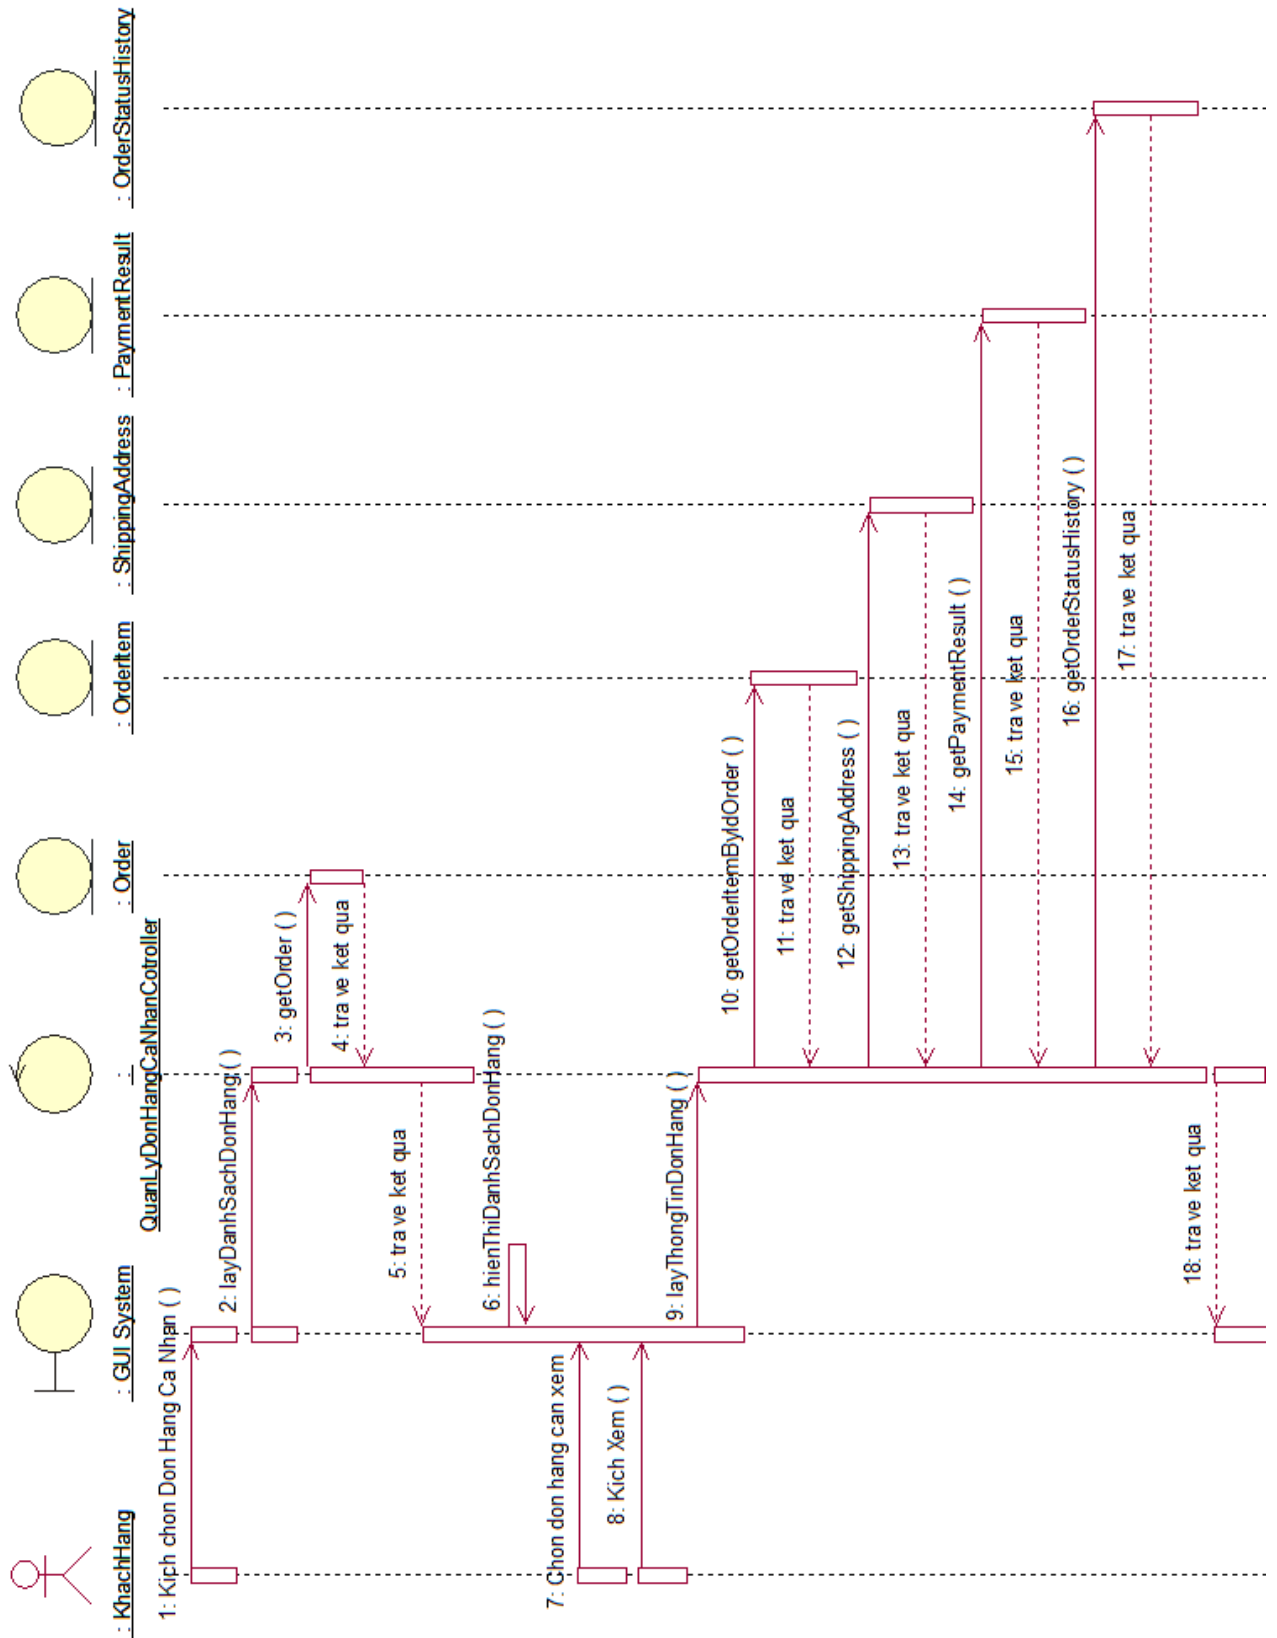 : KhachHang
: GUI System
:
QuanLyDonHangCaNhanCotroller
: Order
: OrderItem
: ShippingAddress
: PaymentResult
: OrderStatusHistory
1: Kich chon Don Hang Ca Nhan ( )
2: layDanhSachDonHang ( )
3: getOrder ( )
4: tra ve ket qua
5: tra ve ket qua
6: hienThiDanhSachDonHang ( )
7: Chon don hang can xem
8: Kich Xem ( )
9: layThongTinDonHang ( )
10: getOrderItemByIdOrder ( )
11: tra ve ket qua
12: getShippingAddress ( )
13: tra ve ket qua
14: getPaymentResult ( )
15: tra ve ket qua
16: getOrderStatusHistory ( )
17: tra ve ket qua
18: tra ve ket qua